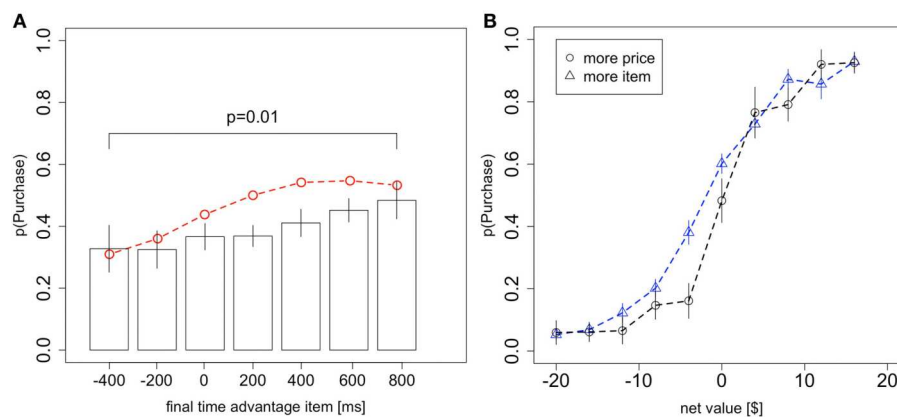 A
p(Purchase)
0.0 0.2 0.4 0.6 0.8 1.0
p=0.01
-400 -200 0 200 400 600 800
final time advantage item [ms]
B
p(Purchase)
0.0 0.2 0.4 0.6 0.8 1.0
more price
more item
-20 -10 0 10 20
net value [$]